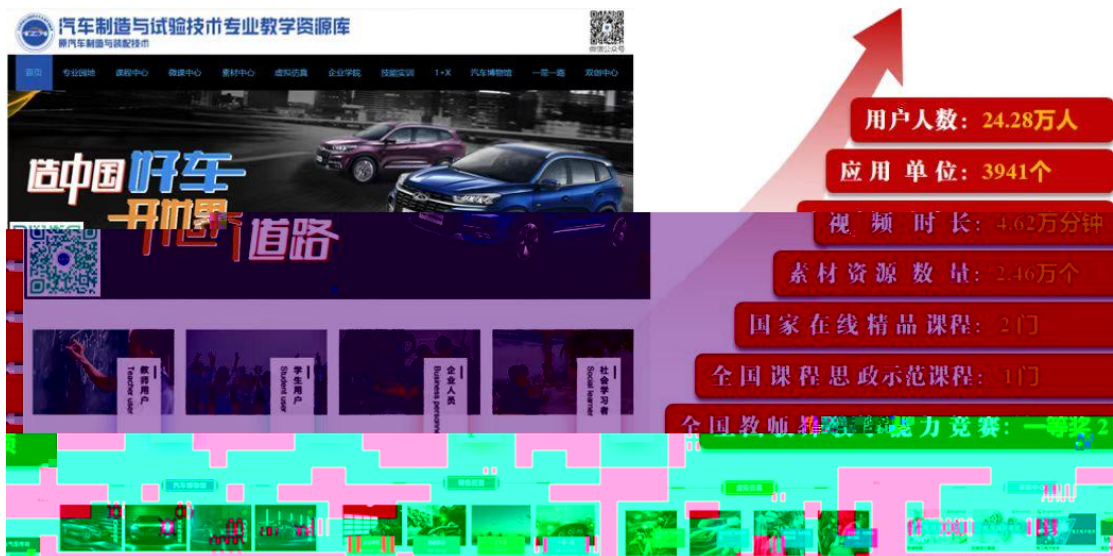 汽车制造与试验技术专业教学资源库
原汽车制造与装配技术
微信公众号
首页 专业园地 课程中心 微课中心 素材中心 虚拟仿真 企业学院 技能实训 1+X 汽车博物馆 一带一路 双创中心
造中国好车
开世界道路
教师用户
Teacher user
学生用户
Student user
企业人员
Business personne
社会学习者
Social learner
用户人数：24.28万人
应用单位：3941个
视频时长：4.62万分钟
素材资源数量：2.46万个
国家在线精品课程：2门
全国课程思政示范课程：1门
全国教师 能力竞赛：一等奖 2
汽车博物馆